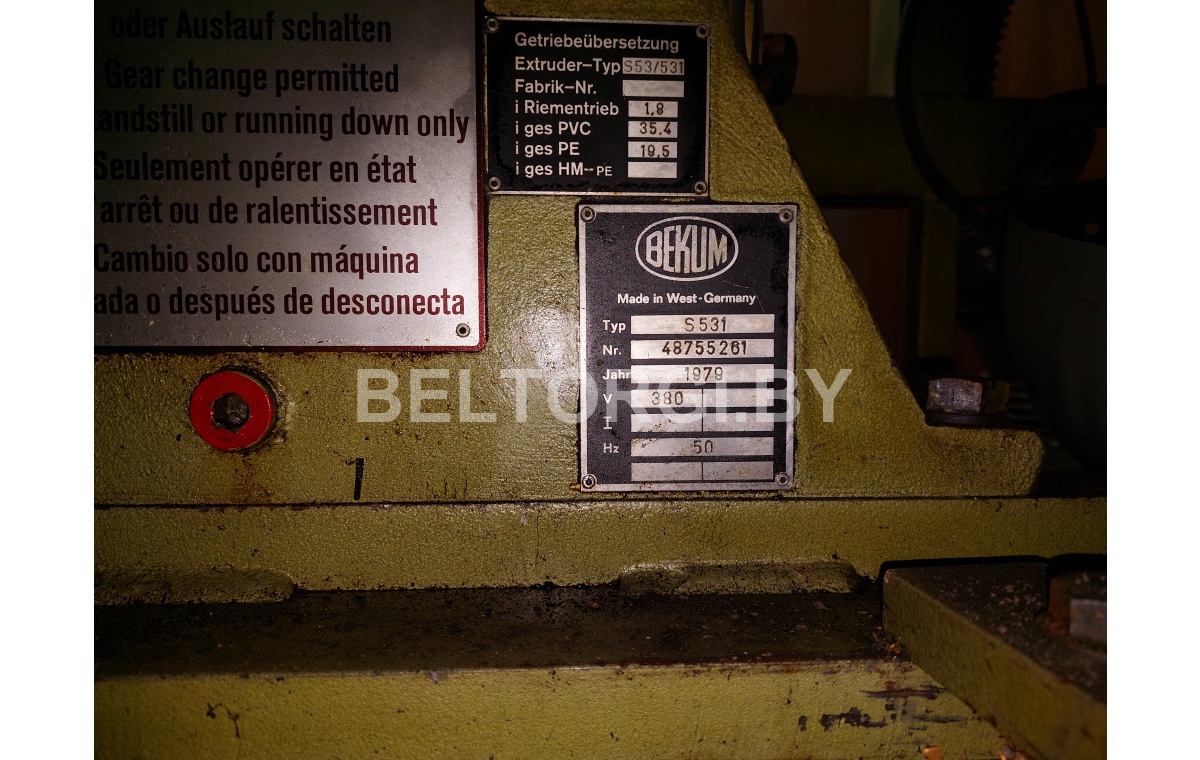 oder Auslauf schalten
Gear change permitted
andstill or running down only
Seulement opérer en état
arrêt ou de ralentissement
Cambio solo con máquina
ada o después de desconecta
Getriebeübersetzung
Extruder-Typ S53/531
Fabrik-Nr.
i Riementrieb 1,8
i ges PVC 35,4
i ges PE 19,5
i ges HM-PE
BEKUM
Made in West-Germany
Typ S531
Nr. 48755261
Jahr 1979
V 380
I
Hz 50
BELTORGI.BY
1